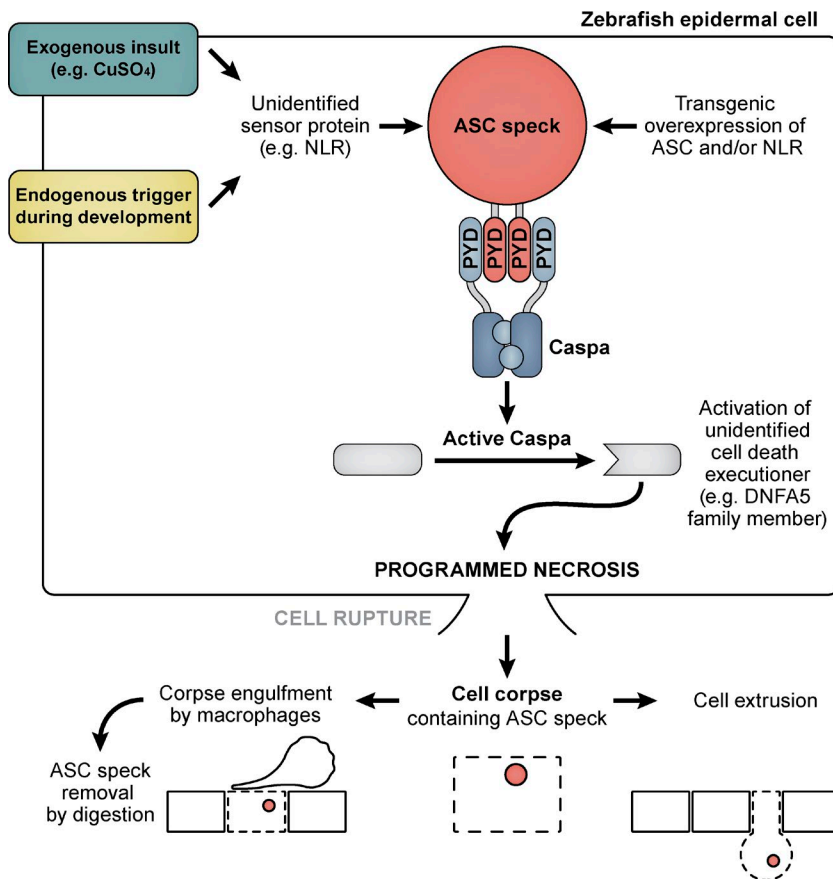 Zebrafish epidermal cell
Exogenous insult
(e.g. CuSO₄)
Unidentified
sensor protein
(e.g. NLR)
ASC speck
Transgenic
overexpression of
ASC and/or NLR
Endogenous trigger
during development
PYD
PYD
PYD
PYD
Caspa
Active Caspa
Activation of
unidentified
cell death
executioner
(e.g. DNFA5
family member)
PROGRAMMED NECROSIS
CELL RUPTURE
Corpse engulfment
by macrophages
Cell corpse
containing ASC speck
Cell extrusion
ASC speck
removal
by digestion